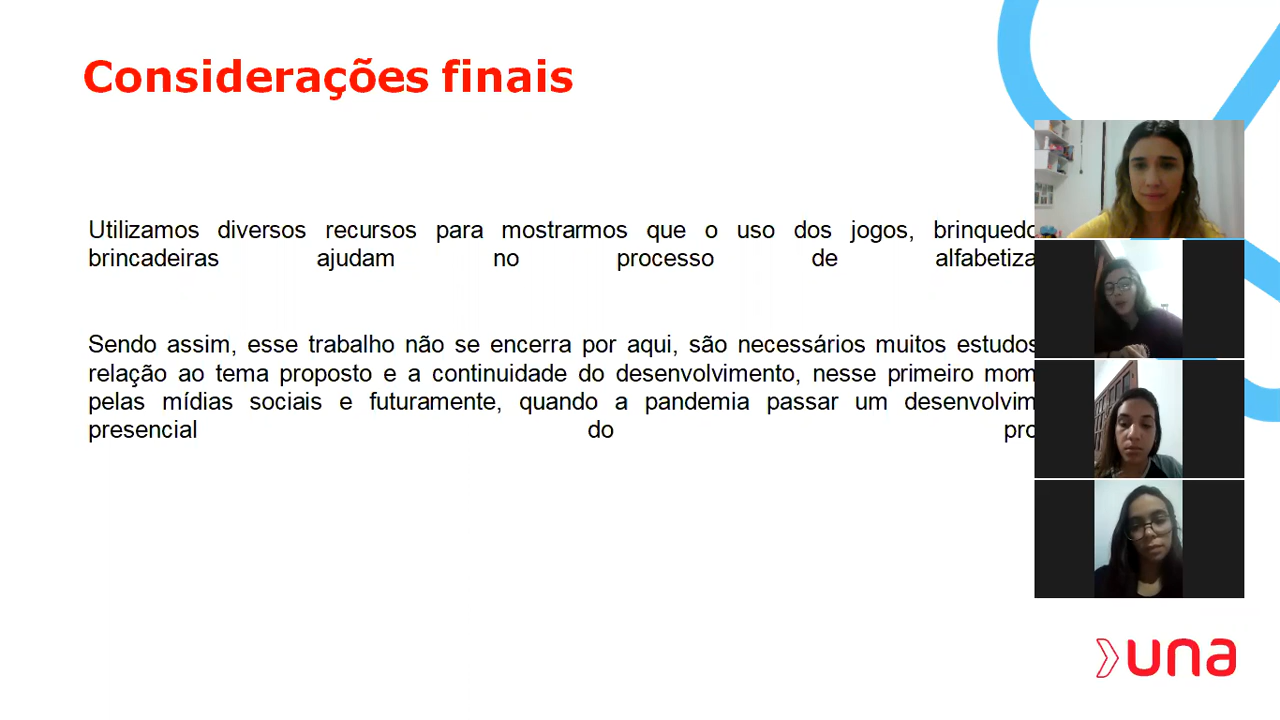 Considerações finais
Utilizamos diversos recursos para mostrarmos que o uso dos jogos,
brincadeiras ajudam no processo de
Sendo assim, esse trabalho não se encerra por aqui, são necessários muitos estudos
relação ao tema proposto e a continuidade do desenvolvimento, nesse primeiro
pelas mídias sociais e futuramente, quando a pandemia passar um
presencial do
una